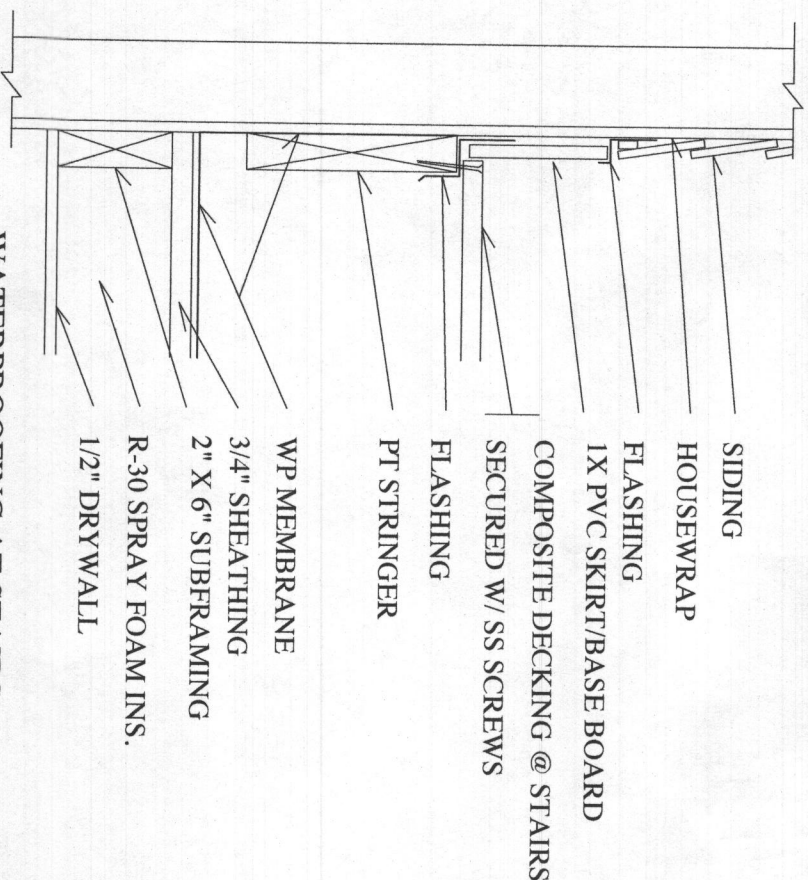 SIDING
HOUSEWRAP
FLASHING
1X PVC SKIRT/BASE BOARD
COMPOSITE DECKING @ STAIRS
SECURED W/ SS SCREWS
FLASHING
PT STRINGER
WP MEMBRANE
3/4" SHEATHING
2" X 6" SUBFRAMING
R-30 SPRAY FOAM INS.
1/2" DRYWALL